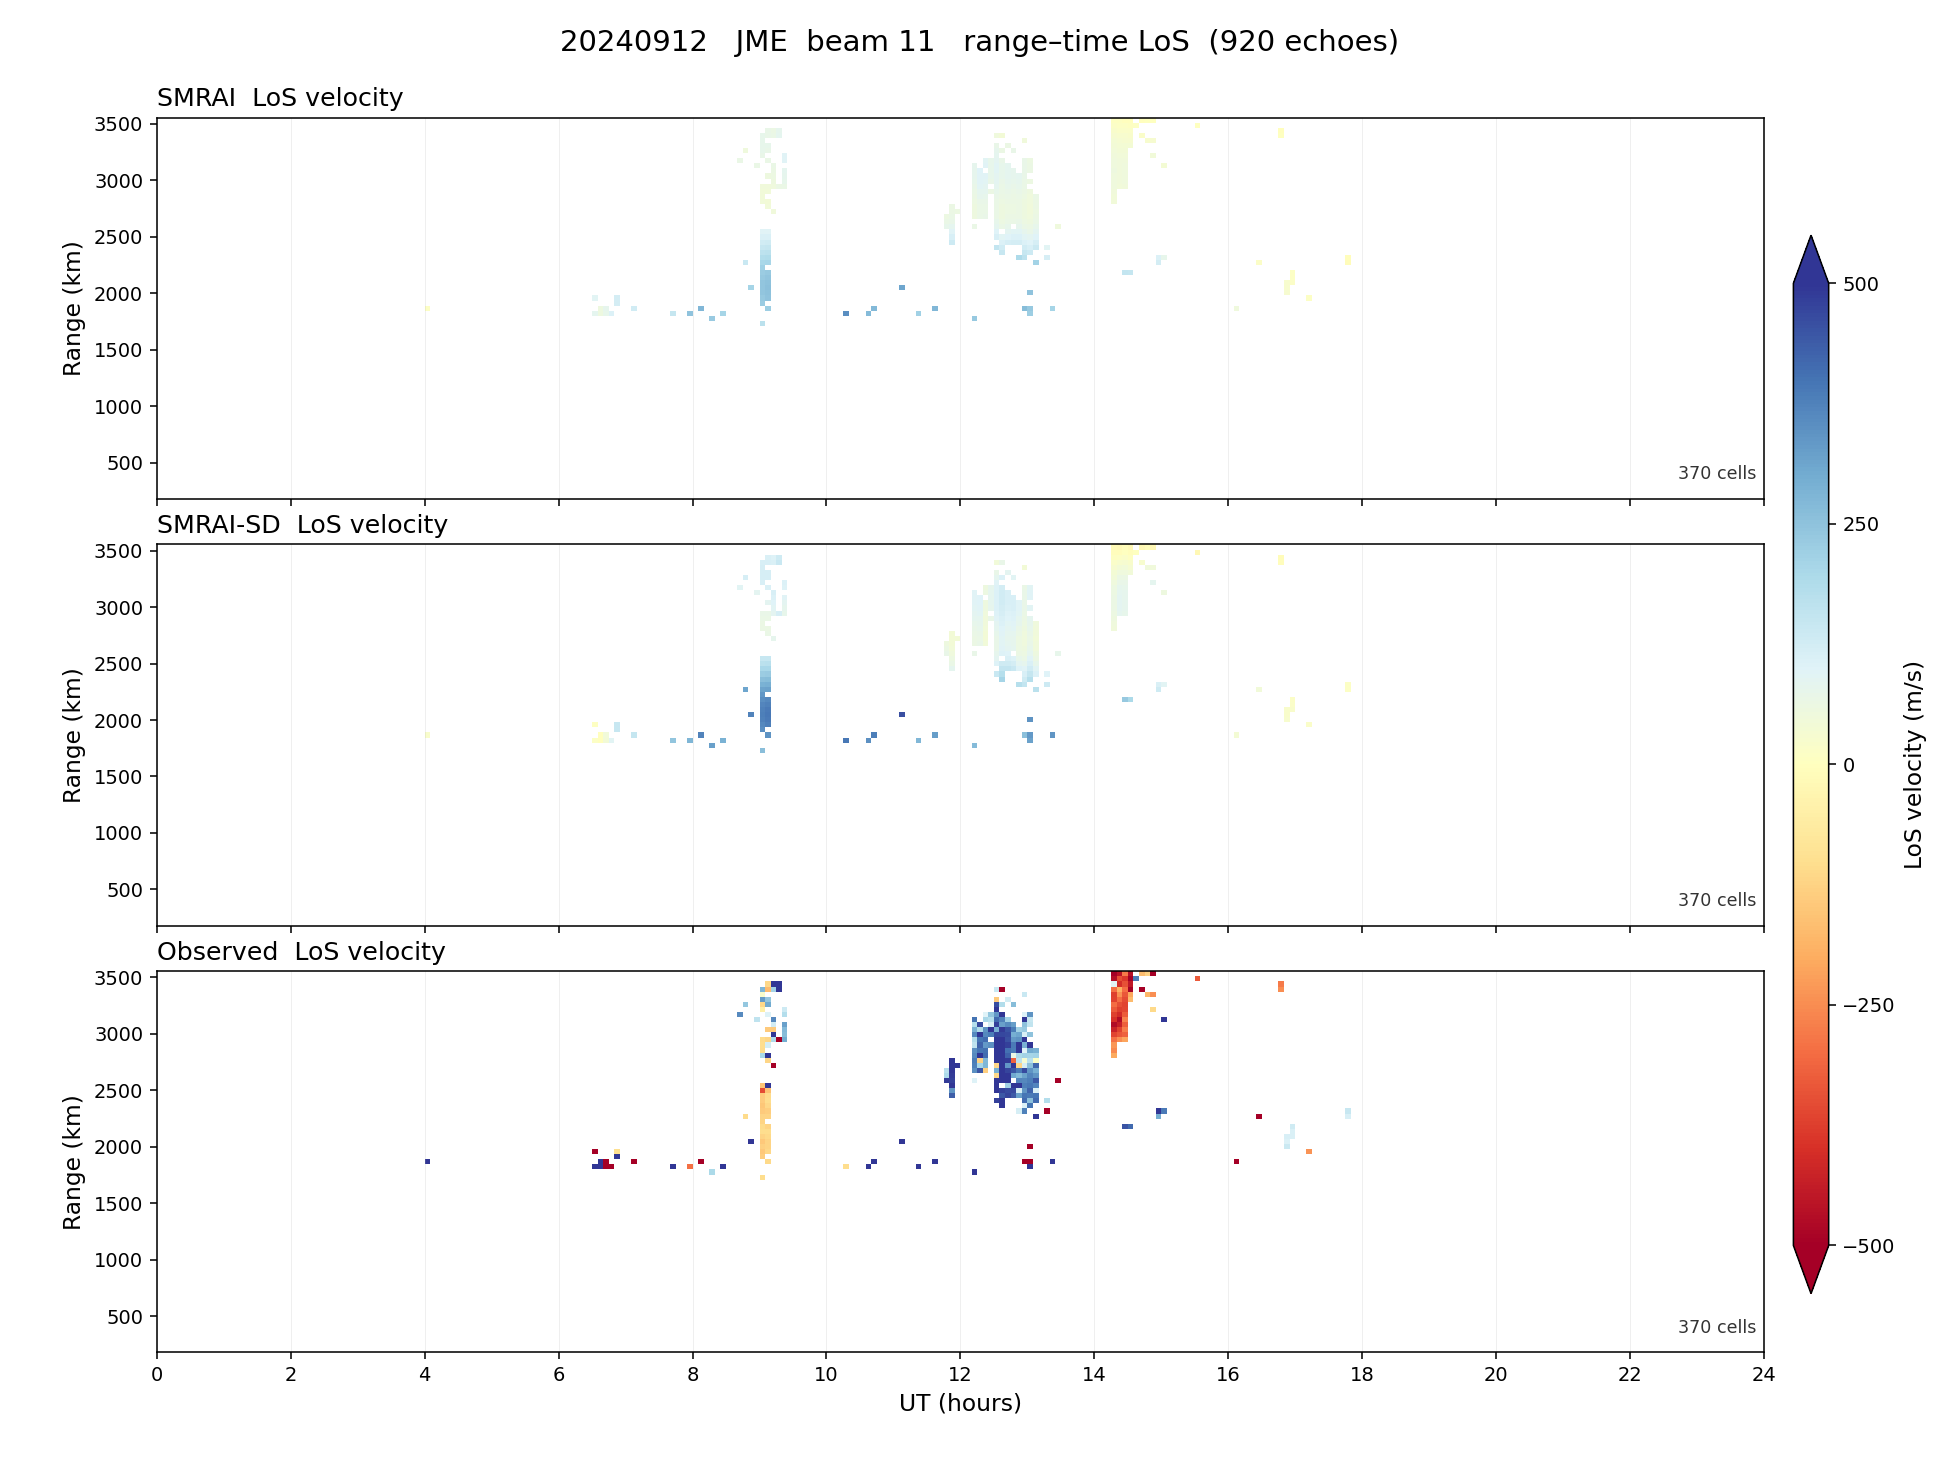 20240912   JME  beam 11   range–time LoS  (920 echoes)
SMRAI  LoS velocity
3500
3000
2500
2000
1500
1000
500
Range (km)
370 cells
SMRAI-SD  LoS velocity
3500
3000
2500
2000
1500
1000
500
Range (km)
370 cells
Observed  LoS velocity
3500
3000
2500
2000
1500
1000
500
Range (km)
370 cells
0 2 4 6 8 10 12 14 16 18 20 22 24
UT (hours)
500
250
0
−250
−500
LoS velocity (m/s)